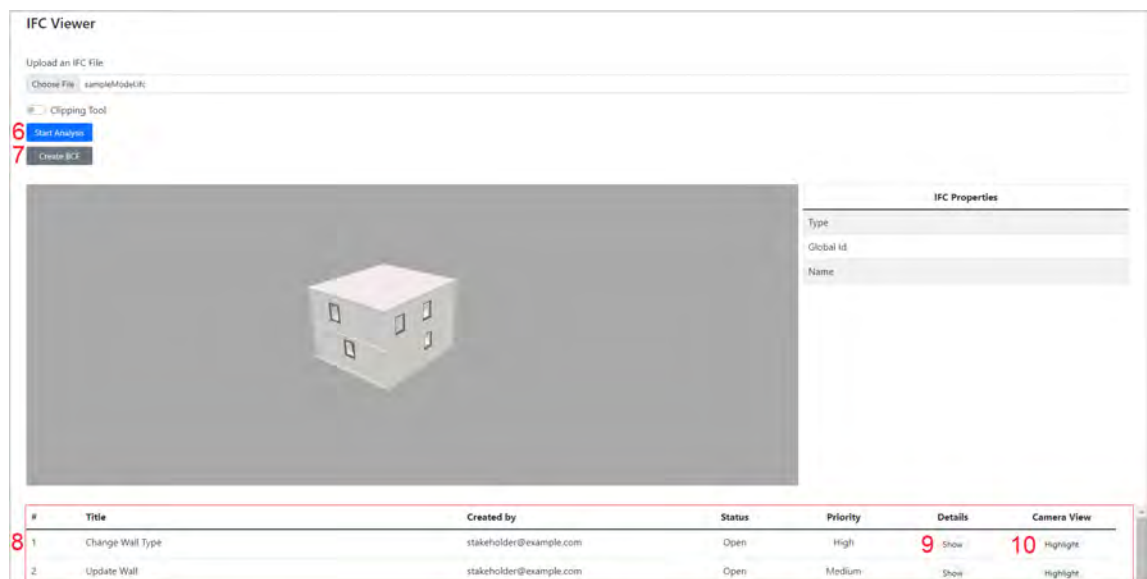 IFC Viewer
Upload an IFC File
Choose File sampleModel.ifc
Clipping Tool
6 Start Analysis
7 Create BCF
IFC Properties
Type
Global Id
Name
# Title Created by Status Priority Details Camera View
8 1 Change Wall Type stakeholder@example.com Open High 9 Show 10 Highlight
2 Update Wall stakeholder@example.com Open Medium Show Highlight